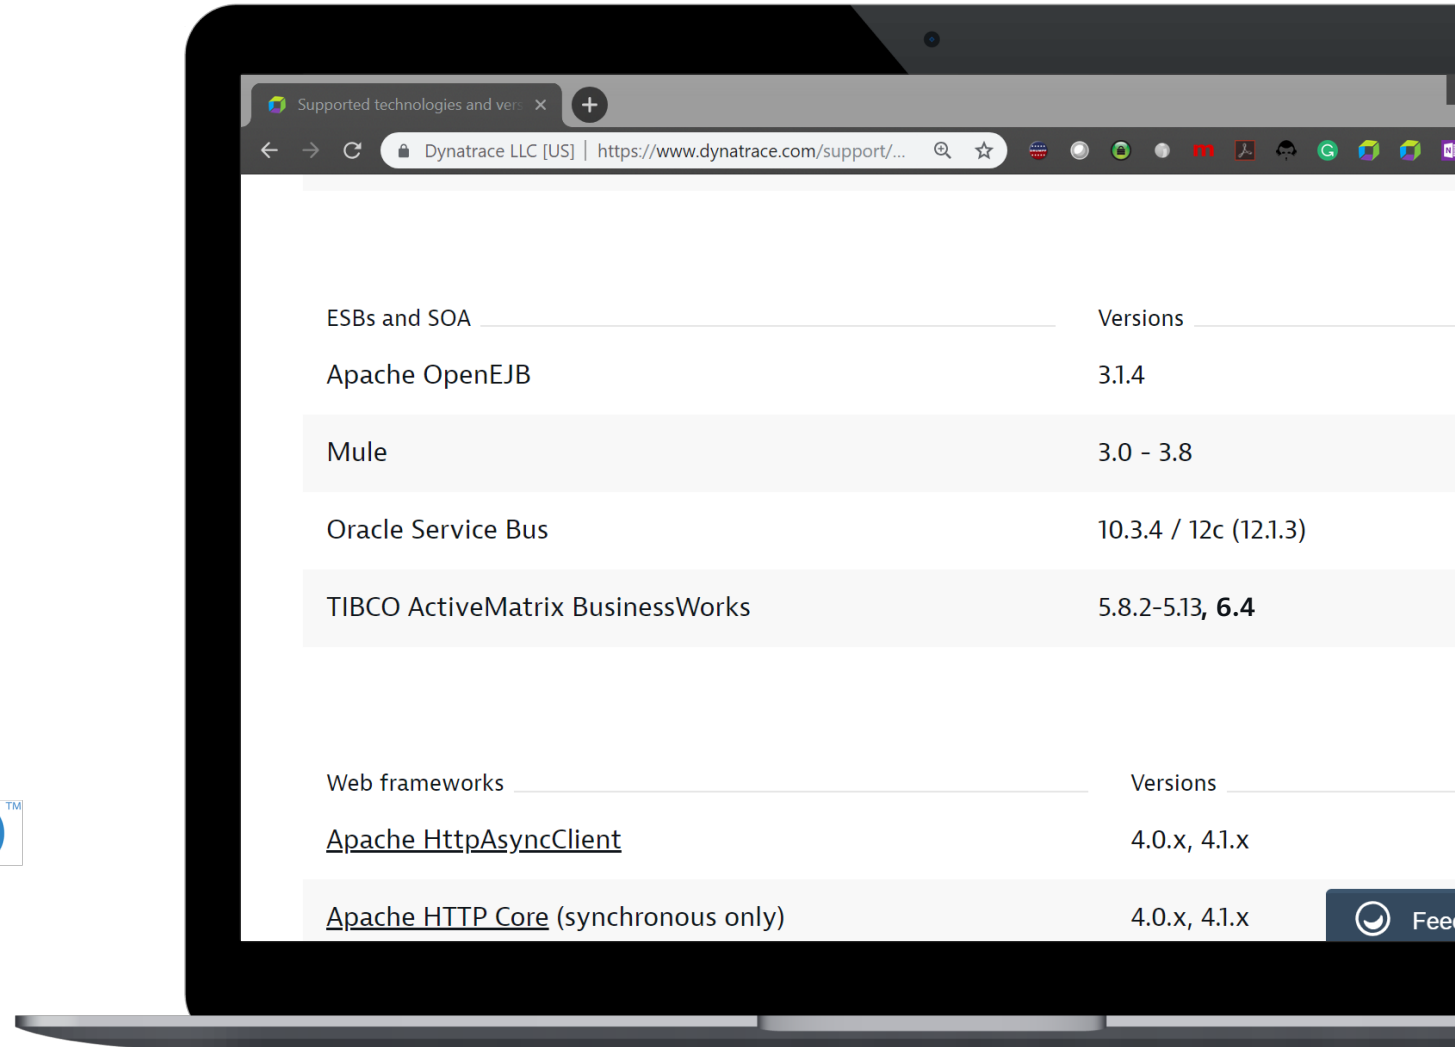 Supported technologies and ver
Dynatrace LLC [US] | https://www.dynatrace.com/support/...
ESBs and SOA Versions
Apache OpenEJB 3.1.4
Mule 3.0 - 3.8
Oracle Service Bus 10.3.4 / 12c (12.1.3)
TIBCO ActiveMatrix BusinessWorks 5.8.2-5.13, 6.4
Web frameworks Versions
TM
Apache HttpAsyncClient 4.0.x, 4.1.x
Apache HTTP Core (synchronous only) 4.0.x, 4.1.x